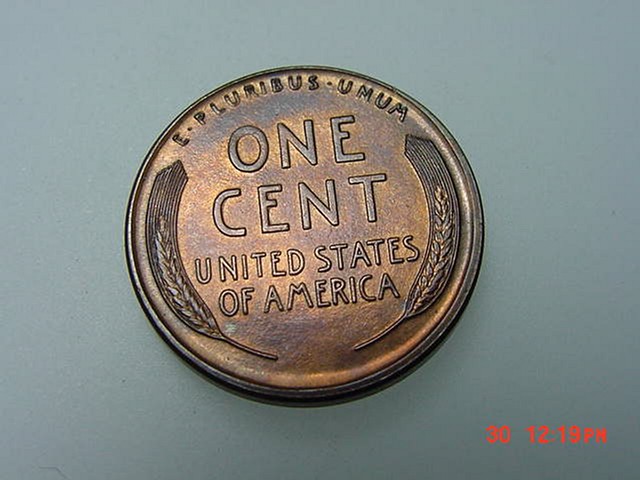 E·PLURIBUS·UNUM
ONE
CENT
UNITED STATES
OF AMERICA
30 12:19PM